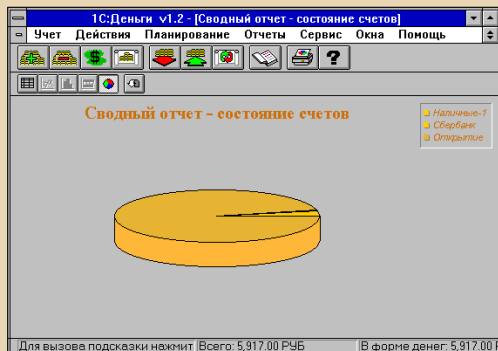 1С:Деньги v1.2 - [Сводный отчет - состояние счетов]
Учет Действия Планирование Отчеты Сервис Окна Помощь
Сводный отчет - состояние счетов
Наличные-1
Сбербанк
Открытие
Для вызова подсказки нажмит Всего: 5,917.00 РУБ В форме денег: 5,917.00 Р